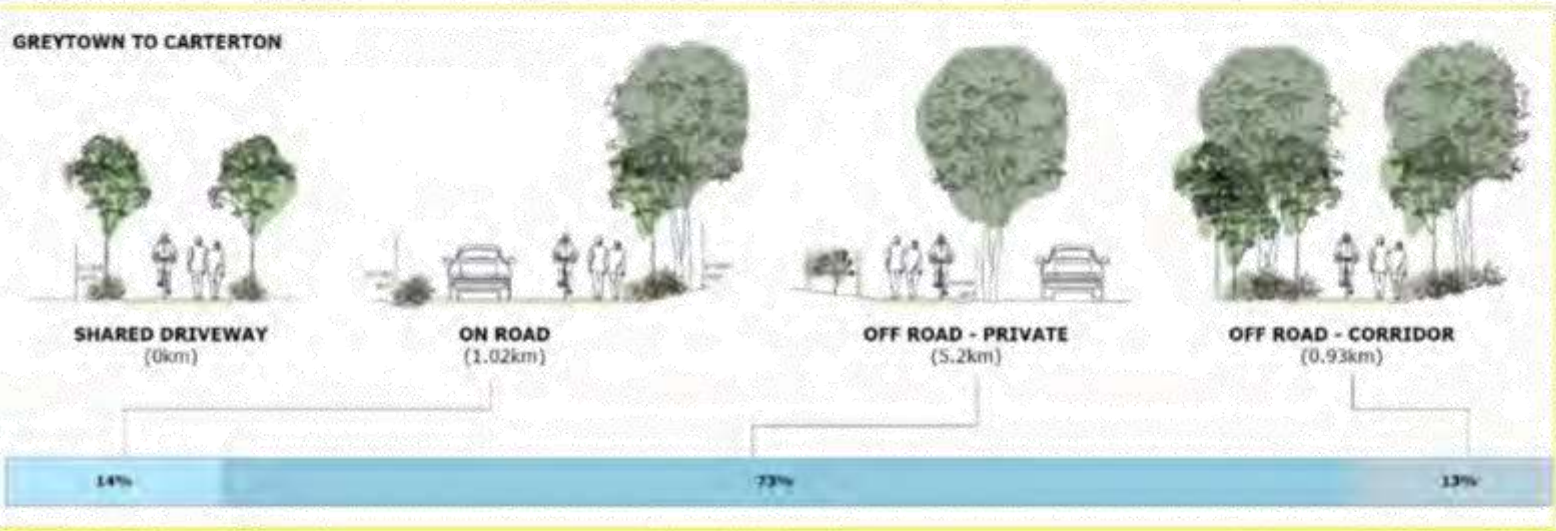 GREYTOWN TO CARTERTON
SHARED DRIVEWAY
(0km)
ON ROAD
(1.02km)
OFF ROAD - PRIVATE
(5.2km)
OFF ROAD - CORRIDOR
(0.93km)
14%
73%
13%